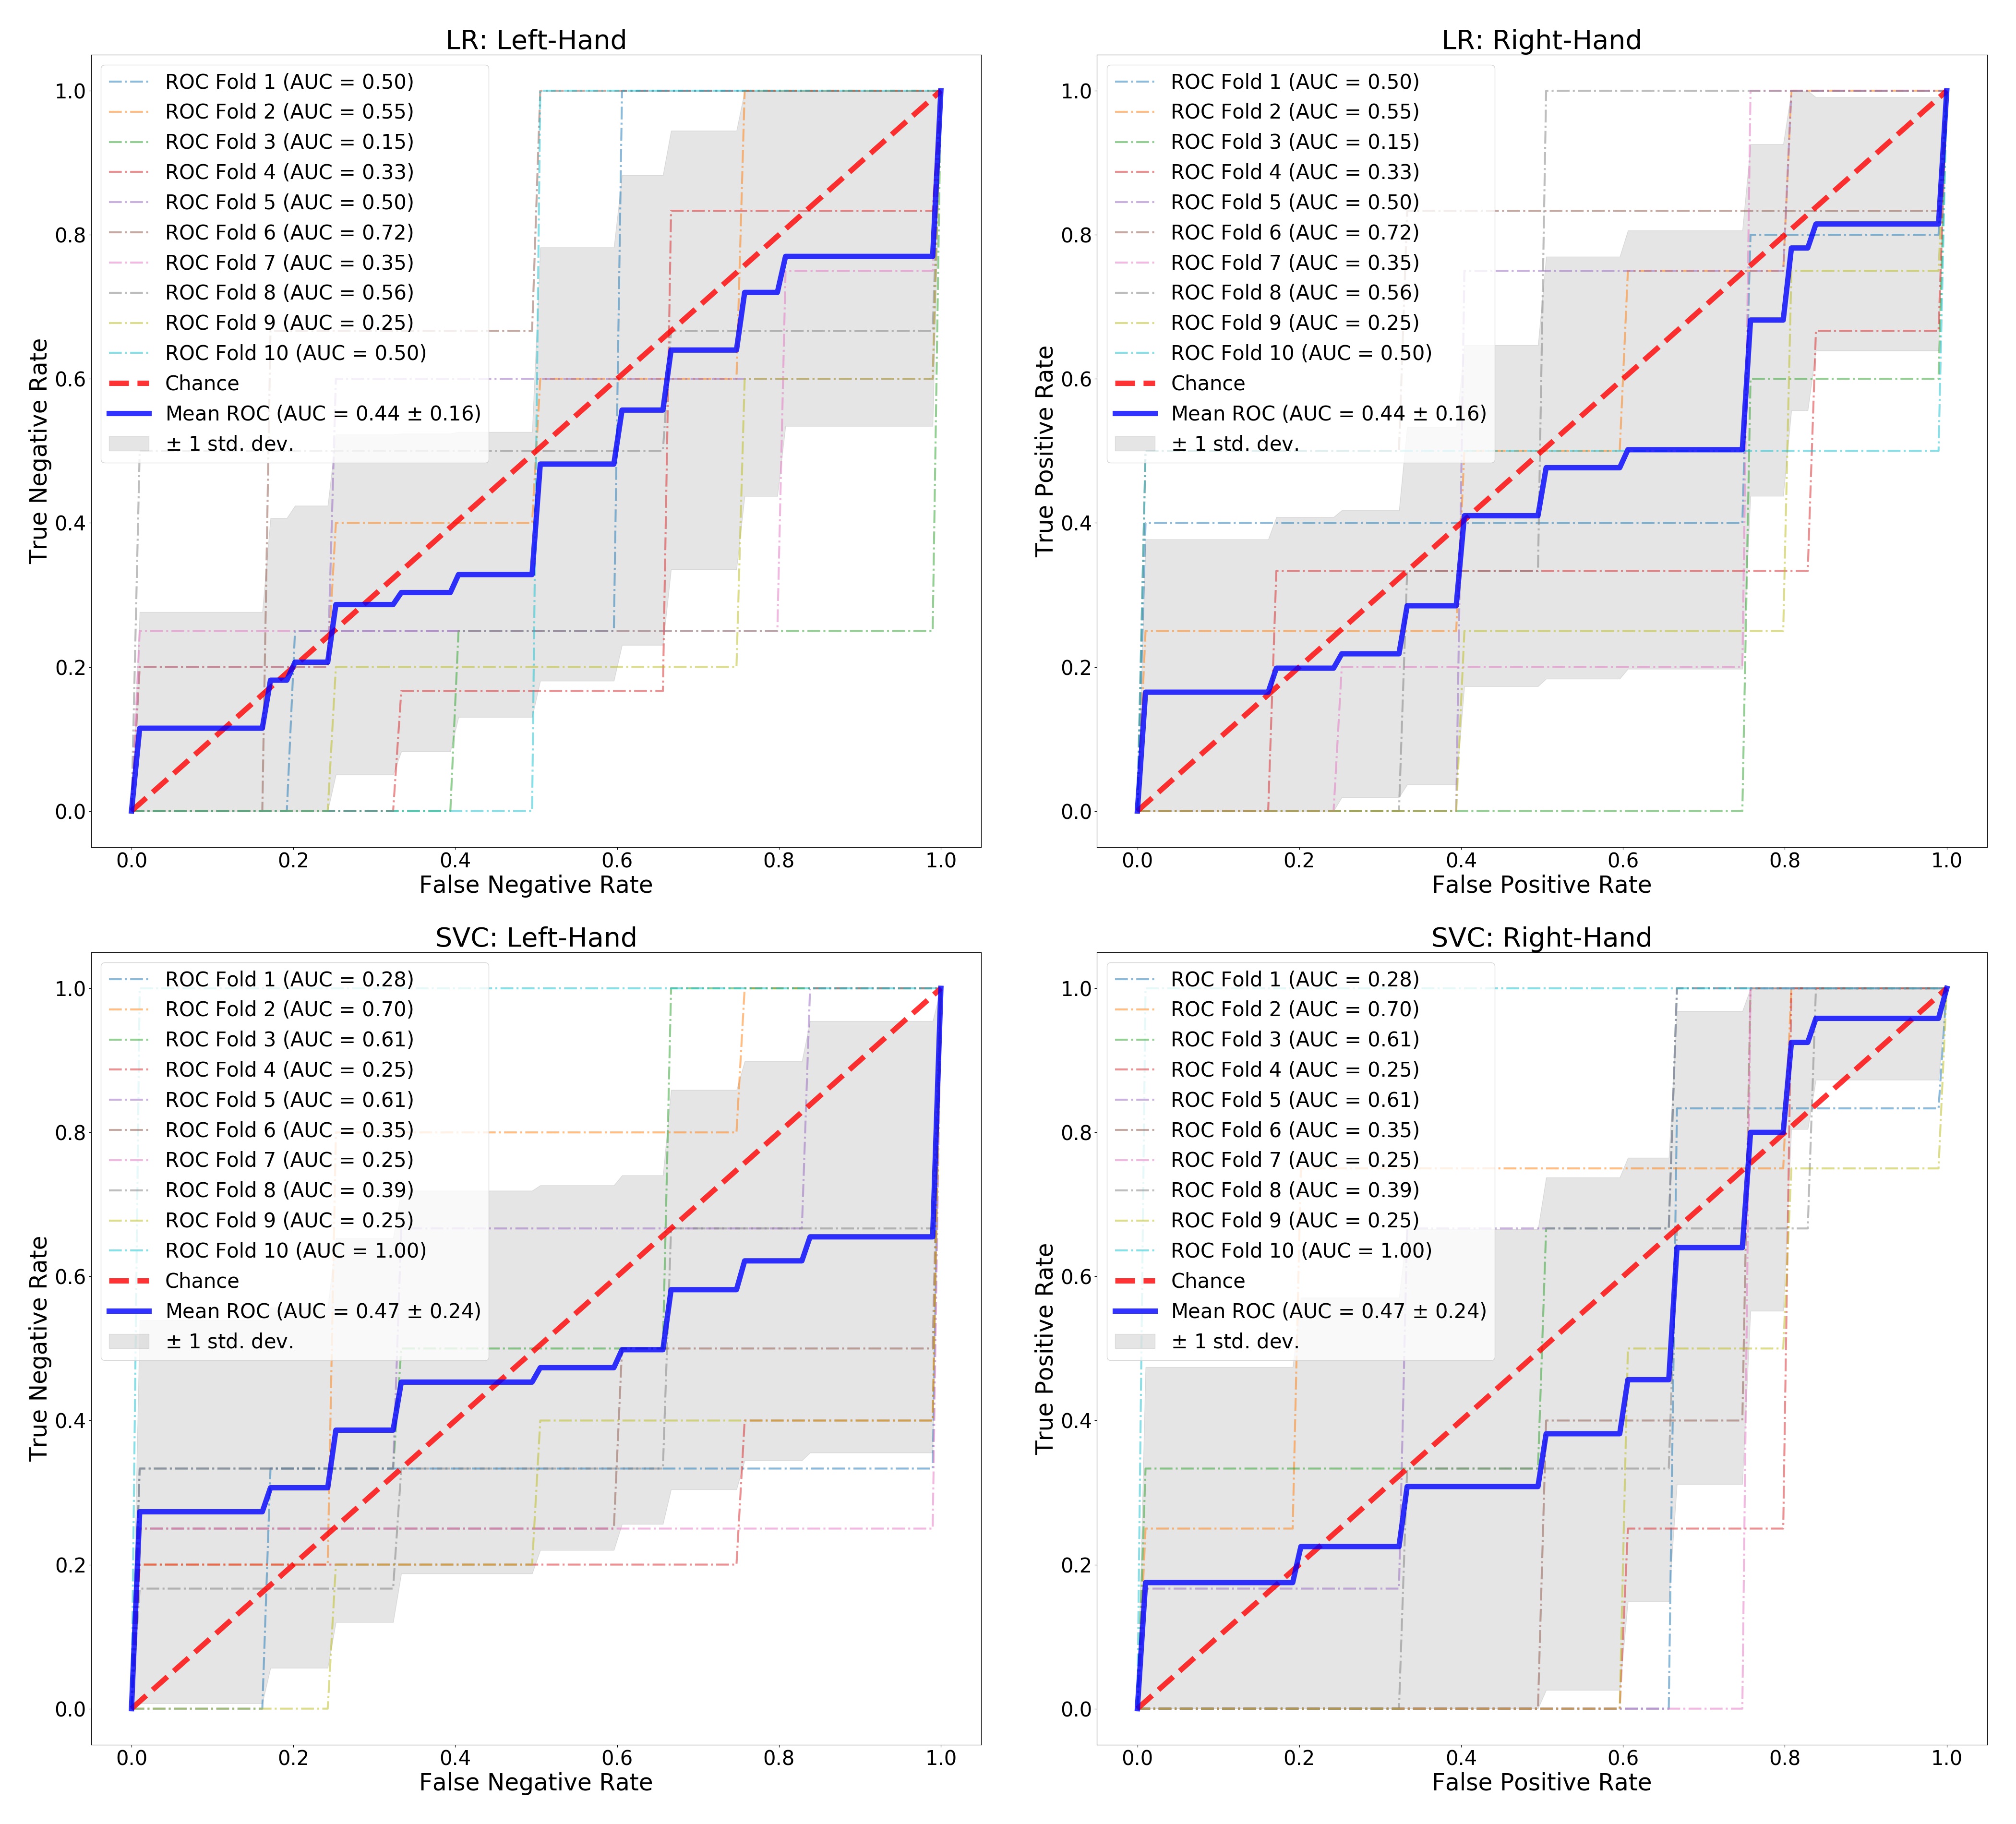 LR: Left-Hand
ROC Fold 1 (AUC = 0.50)
ROC Fold 2 (AUC = 0.55)
ROC Fold 3 (AUC = 0.15)
ROC Fold 4 (AUC = 0.33)
ROC Fold 5 (AUC = 0.50)
ROC Fold 6 (AUC = 0.72)
ROC Fold 7 (AUC = 0.35)
ROC Fold 8 (AUC = 0.56)
ROC Fold 9 (AUC = 0.25)
ROC Fold 10 (AUC = 0.50)
Chance
Mean ROC (AUC = 0.44 ± 0.16)
± 1 std. dev.
True Negative Rate
1.0
0.8
0.6
0.4
0.2
0.0
0.0 0.2 0.4 0.6 0.8 1.0
False Negative Rate
LR: Right-Hand
ROC Fold 1 (AUC = 0.50)
ROC Fold 2 (AUC = 0.55)
ROC Fold 3 (AUC = 0.15)
ROC Fold 4 (AUC = 0.33)
ROC Fold 5 (AUC = 0.50)
ROC Fold 6 (AUC = 0.72)
ROC Fold 7 (AUC = 0.35)
ROC Fold 8 (AUC = 0.56)
ROC Fold 9 (AUC = 0.25)
ROC Fold 10 (AUC = 0.50)
Chance
Mean ROC (AUC = 0.44 ± 0.16)
± 1 std. dev.
True Positive Rate
1.0
0.8
0.6
0.4
0.2
0.0
0.0 0.2 0.4 0.6 0.8 1.0
False Positive Rate
SVC: Left-Hand
ROC Fold 1 (AUC = 0.28)
ROC Fold 2 (AUC = 0.70)
ROC Fold 3 (AUC = 0.61)
ROC Fold 4 (AUC = 0.25)
ROC Fold 5 (AUC = 0.61)
ROC Fold 6 (AUC = 0.35)
ROC Fold 7 (AUC = 0.25)
ROC Fold 8 (AUC = 0.39)
ROC Fold 9 (AUC = 0.25)
ROC Fold 10 (AUC = 1.00)
Chance
Mean ROC (AUC = 0.47 ± 0.24)
± 1 std. dev.
True Negative Rate
1.0
0.8
0.6
0.4
0.2
0.0
0.0 0.2 0.4 0.6 0.8 1.0
False Negative Rate
SVC: Right-Hand
ROC Fold 1 (AUC = 0.28)
ROC Fold 2 (AUC = 0.70)
ROC Fold 3 (AUC = 0.61)
ROC Fold 4 (AUC = 0.25)
ROC Fold 5 (AUC = 0.61)
ROC Fold 6 (AUC = 0.35)
ROC Fold 7 (AUC = 0.25)
ROC Fold 8 (AUC = 0.39)
ROC Fold 9 (AUC = 0.25)
ROC Fold 10 (AUC = 1.00)
Chance
Mean ROC (AUC = 0.47 ± 0.24)
± 1 std. dev.
True Positive Rate
1.0
0.8
0.6
0.4
0.2
0.0
0.0 0.2 0.4 0.6 0.8 1.0
False Positive Rate